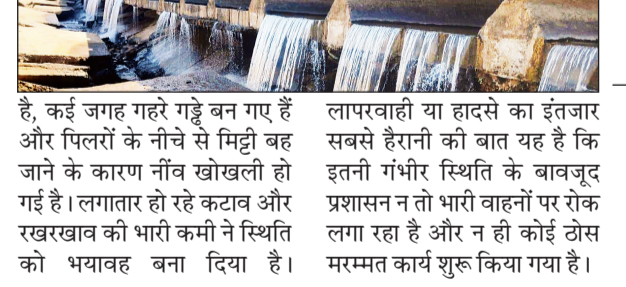 है, कई जगह गहरे गड्ढे बन गए हैं
और पिलरों के नीचे से मिट्टी बह
जाने के कारण नींव खोखली हो
गई है। लगातार हो रहे कटाव और
रखरखाव की भारी कमी ने स्थिति
को भयावह बना दिया है।
लापरवाही या हादसे का इंतजार
सबसे हैरानी की बात यह है कि
इतनी गंभीर स्थिति के बावजूद
प्रशासन न तो भारी वाहनों पर रोक
लगा रहा है और न ही कोई ठोस
मरम्मत कार्य शुरू किया गया है।